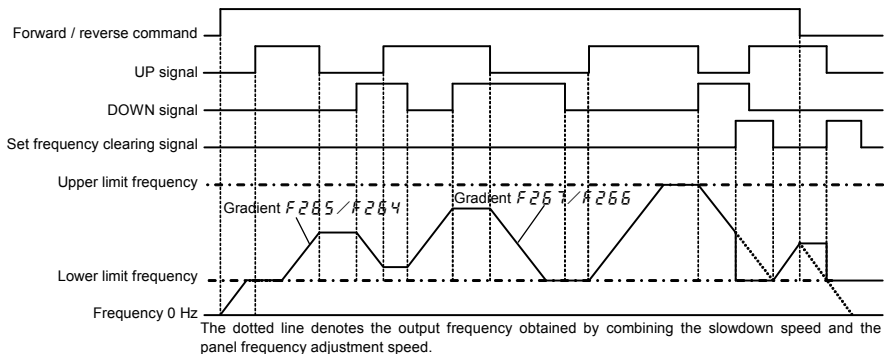 Forward / reverse command
UP signal
DOWN signal
Set frequency clearing signal
Upper limit frequency
Gradient F265/F264
Gradient F267/F266
Lower limit frequency
Frequency 0 Hz
The dotted line denotes the output frequency obtained by combining the slowdown speed and the
panel frequency adjustment speed.